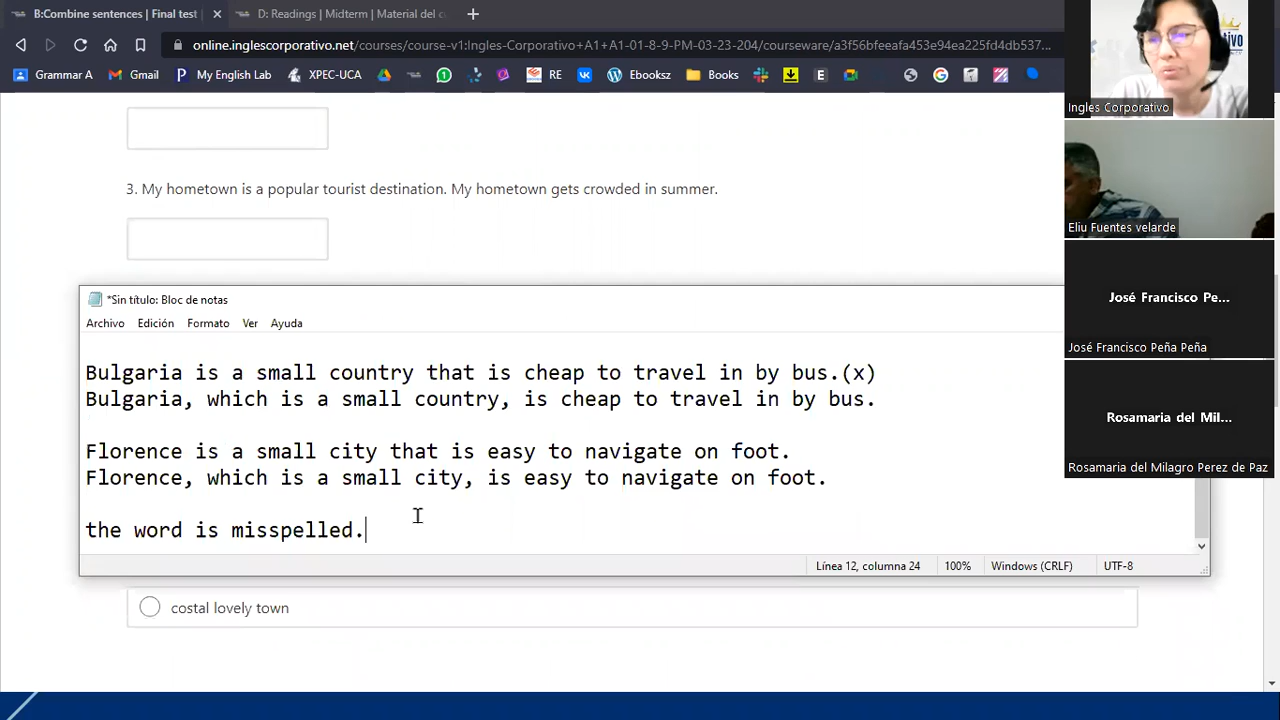 B:Combine sentences | Final test
D: Readings | Midterm | Material del c
online.inglescorporativo.net/courses/course-v1:Ingles-Corporativo+A1+A1-01-8-9-PM-03-23-204/courseware/a3f56bfeefa453e94ea225fd4db537...
Grammar A
Gmail
My English Lab
XPEC-UCA
RE
Ebooksz
Books
E
3. My hometown is a popular tourist destination. My hometown gets crowded in summer.
*Sin título: Bloc de notas
Archivo Edición Formato Ver Ayuda
Bulgaria is a small country that is cheap to travel in by bus.(x)
Bulgaria, which is a small country, is cheap to travel in by bus.
Florence is a small city that is easy to navigate on foot.
Florence, which is a small city, is easy to navigate on foot.
the word is misspelled.
Línea 12, columna 24 100% Windows (CRLF) UTF-8
costal lovely town
Ingles Corporativo
Eliu Fuentes velarde
José Francisco Pe...
José Francisco Peña Peña
Rosamaria del Mil...
Rosamaria del Milagro Perez de Paz